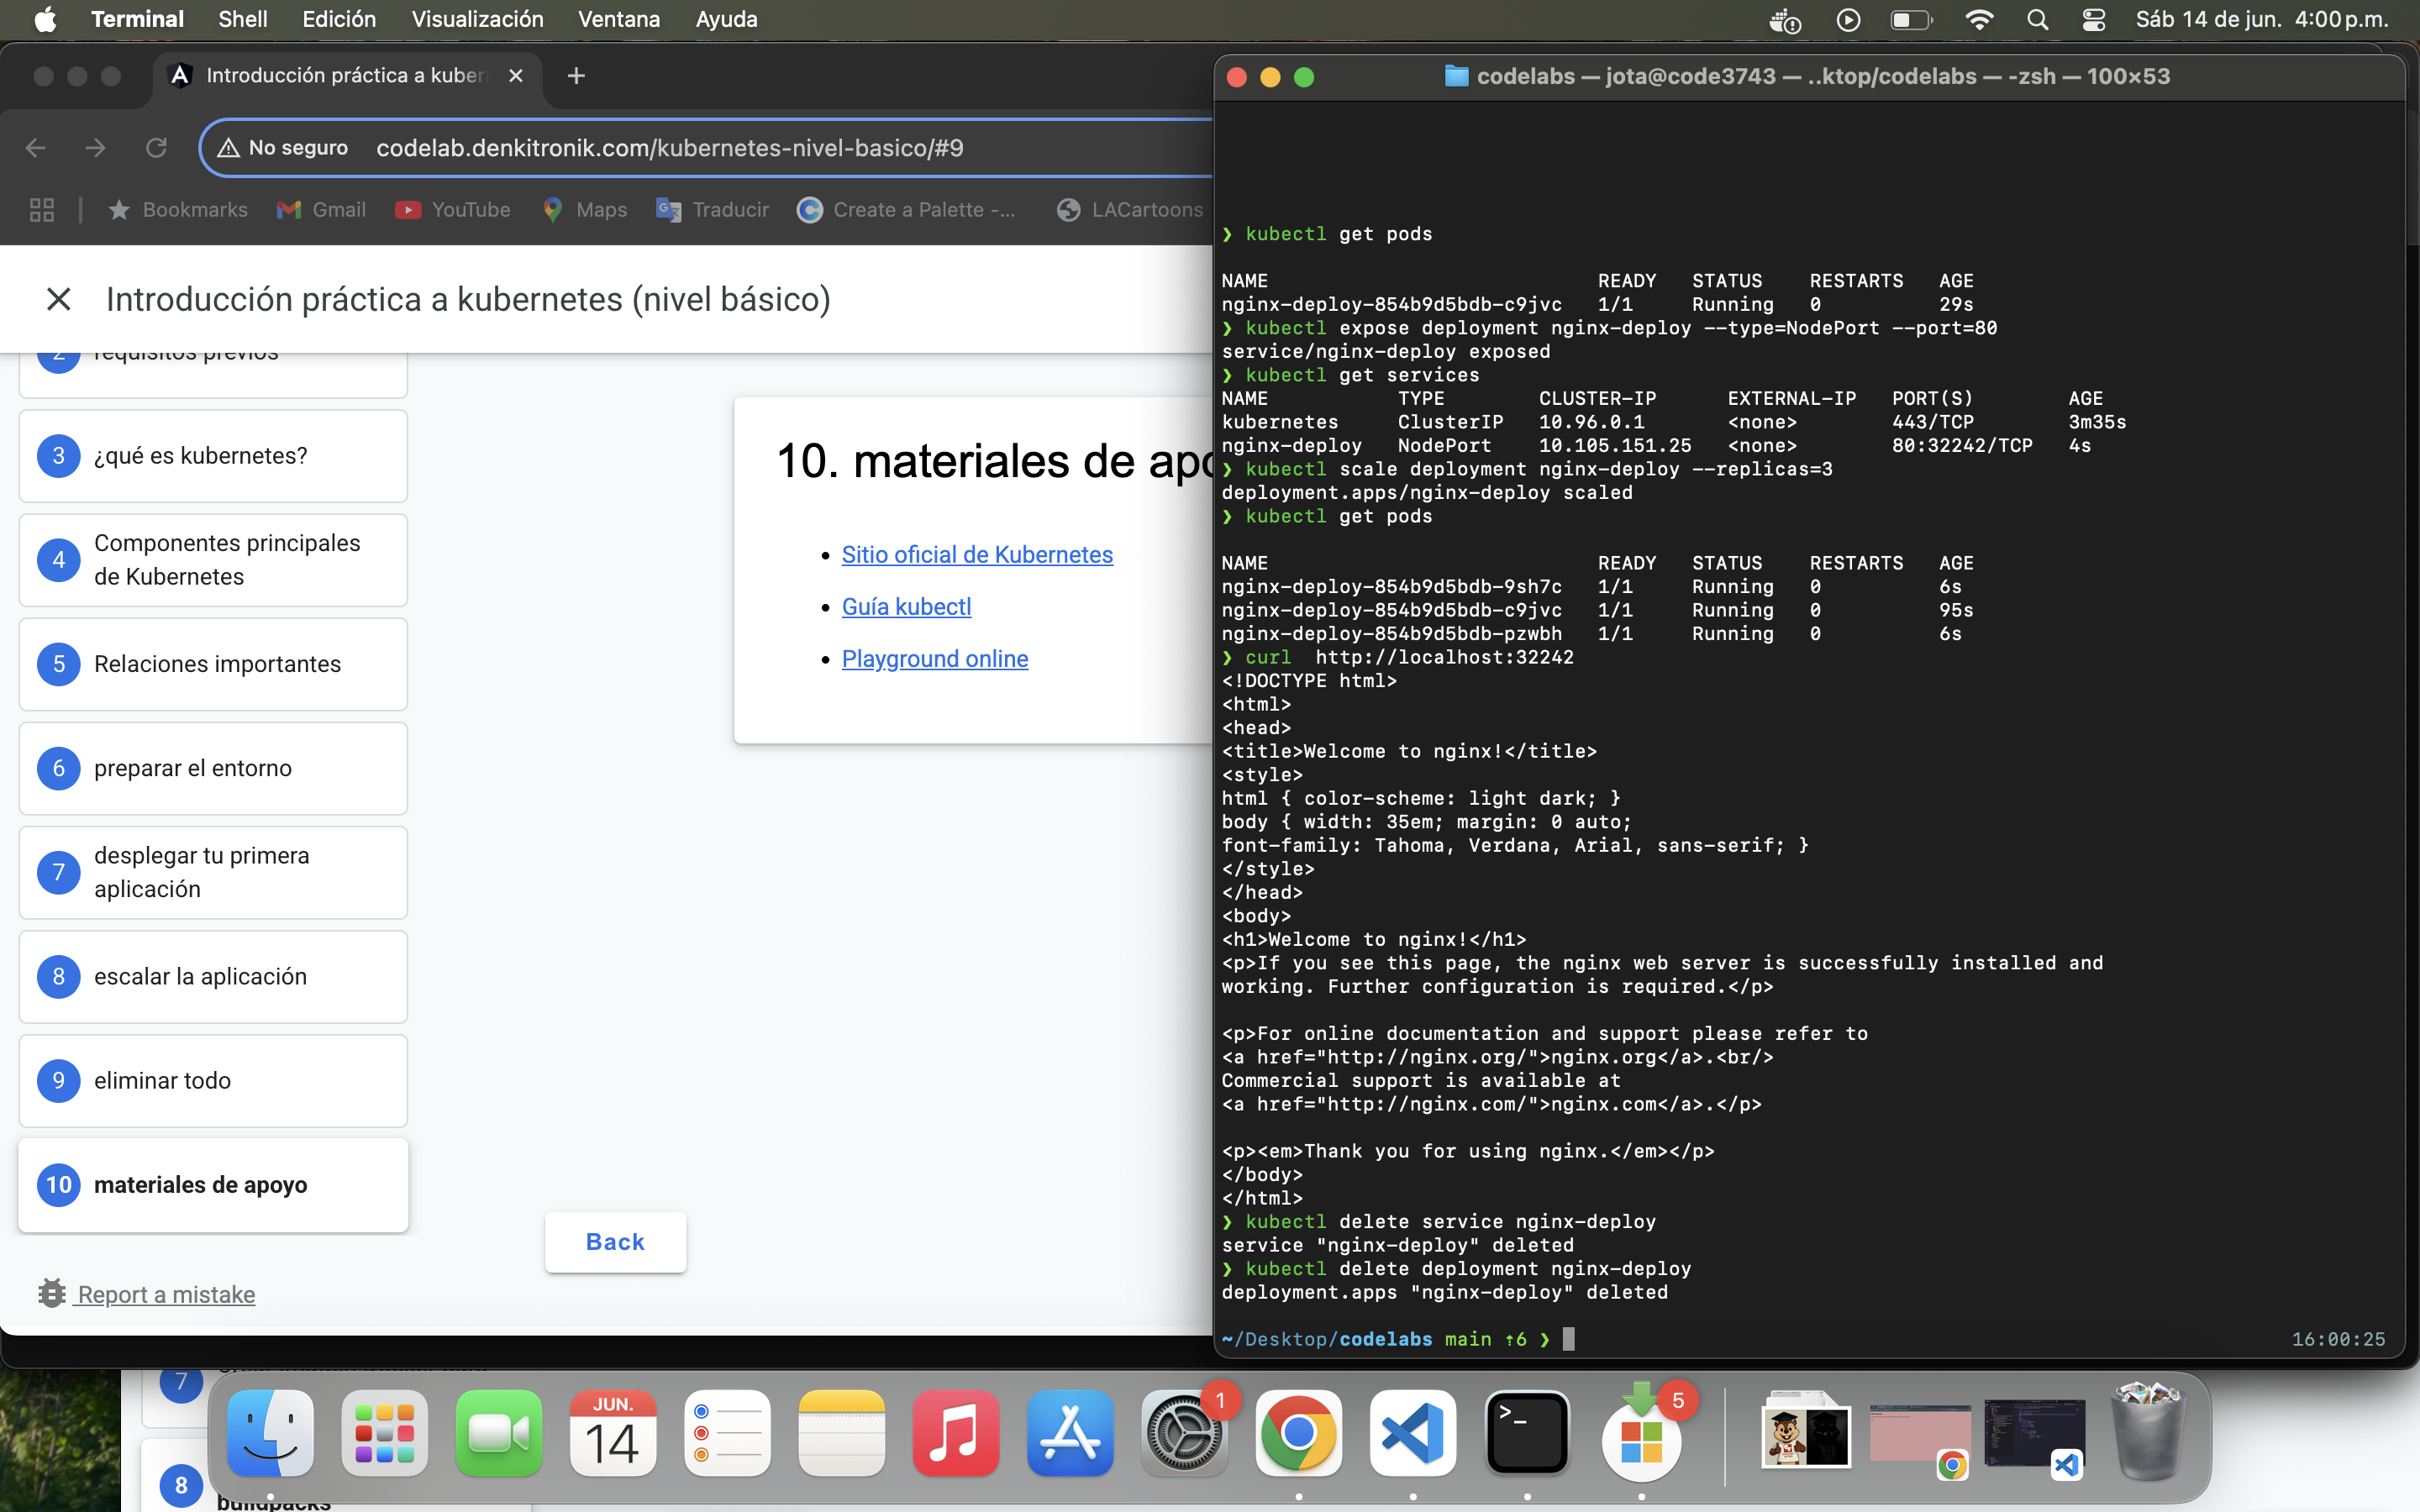 Terminal Shell Edición Visualización Ventana Ayuda Sáb 14 de jun. 4:00 p.m.
Introducción práctica a kuber
No seguro codelab.denkitronik.com/kubernetes-nivel-basico/#9
Bookmarks Gmail YouTube Maps Traducir Create a Palette -... LACartoons
Introducción práctica a kubernetes (nivel básico)
2 requisitos previos
3 ¿qué es kubernetes?
4 Componentes principales
de Kubernetes
5 Relaciones importantes
6 preparar el entorno
7 desplegar tu primera
aplicación
8 escalar la aplicación
9 eliminar todo
10 materiales de apoyo
Report a mistake
10. materiales de apo
• Sitio oficial de Kubernetes
• Guía kubectl
• Playground online
Back
codelabs — jota@code3743 — ..ktop/codelabs — -zsh — 100×53
❯ kubectl get pods
NAME READY STATUS RESTARTS AGE
nginx-deploy-854b9d5bdb-c9jvc 1/1 Running 0 29s
❯ kubectl expose deployment nginx-deploy --type=NodePort --port=80
service/nginx-deploy exposed
❯ kubectl get services
NAME TYPE CLUSTER-IP EXTERNAL-IP PORT(S) AGE
kubernetes ClusterIP 10.96.0.1 <none> 443/TCP 3m35s
nginx-deploy NodePort 10.105.151.25 <none> 80:32242/TCP 4s
❯ kubectl scale deployment nginx-deploy --replicas=3
deployment.apps/nginx-deploy scaled
❯ kubectl get pods
NAME READY STATUS RESTARTS AGE
nginx-deploy-854b9d5bdb-9sh7c 1/1 Running 0 6s
nginx-deploy-854b9d5bdb-c9jvc 1/1 Running 0 95s
nginx-deploy-854b9d5bdb-pzwbh 1/1 Running 0 6s
❯ curl http://localhost:32242
<!DOCTYPE html>
<html>
<head>
<title>Welcome to nginx!</title>
<style>
html { color-scheme: light dark; }
body { width: 35em; margin: 0 auto;
font-family: Tahoma, Verdana, Arial, sans-serif; }
</style>
</head>
<body>
<h1>Welcome to nginx!</h1>
<p>If you see this page, the nginx web server is successfully installed and
working. Further configuration is required.</p>
<p>For online documentation and support please refer to
<a href="http://nginx.org/">nginx.org</a>.<br/>
Commercial support is available at
<a href="http://nginx.com/">nginx.com</a>.</p>
<p><em>Thank you for using nginx.</em></p>
</body>
</html>
❯ kubectl delete service nginx-deploy
service "nginx-deploy" deleted
❯ kubectl delete deployment nginx-deploy
deployment.apps "nginx-deploy" deleted
~/Desktop/codelabs main ⇡6 ❯ 16:00:25
7
8 buildpacks
JUN.
14
1
>_
5